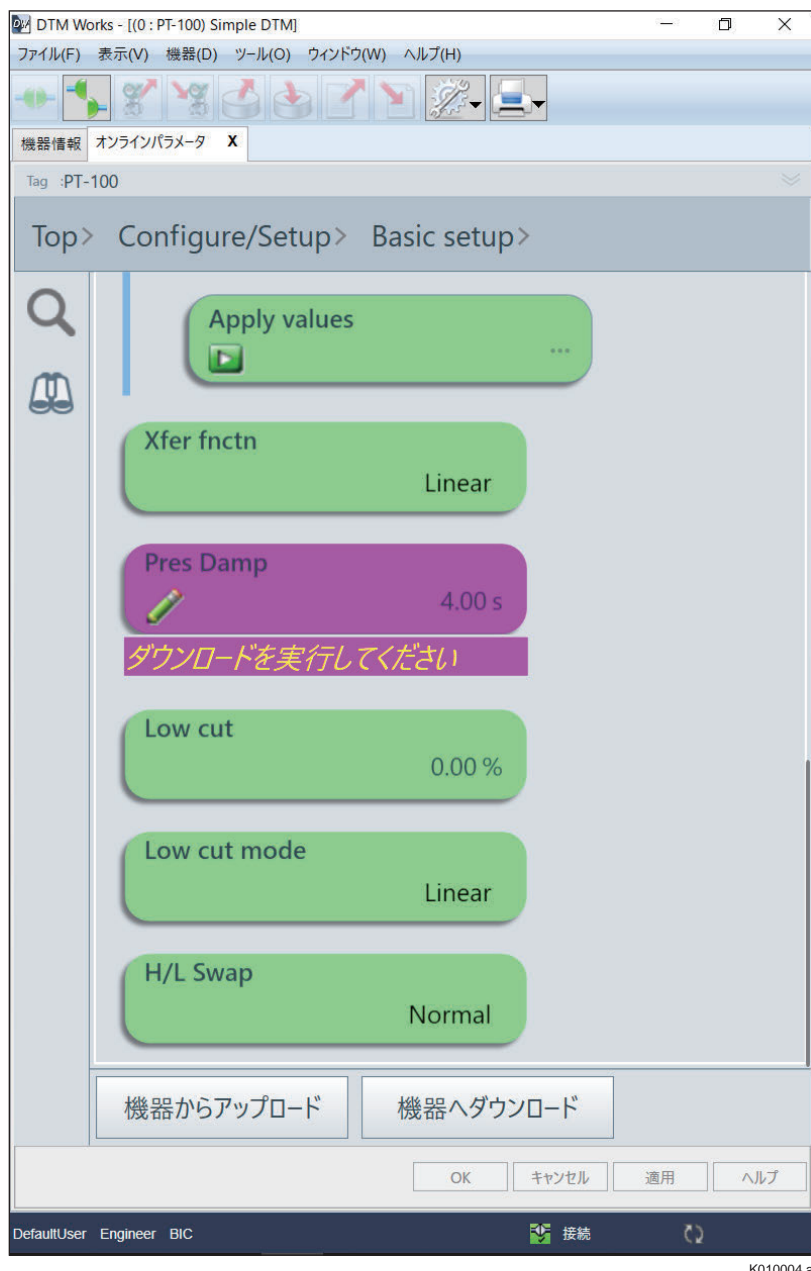 DTM Works - [(0 : PT-100) Simple DTM]
ファイル(F) 表示(V) 機器(D) ツール(O) ウィンドウ(W) ヘルプ(H)
機器情報 オンラインパラメータ X
Tag :PT-100
Top> Configure/Setup> Basic setup>
Apply values
...
Xfer fnctn
Linear
Pres Damp
4.00 s
ダウンロードを実行してください
Low cut
0.00 %
Low cut mode
Linear
H/L Swap
Normal
機器からアップロード 機器へダウンロード
OK キャンセル 適用 ヘルプ
DefaultUser Engineer BIC 接続
K010004.a